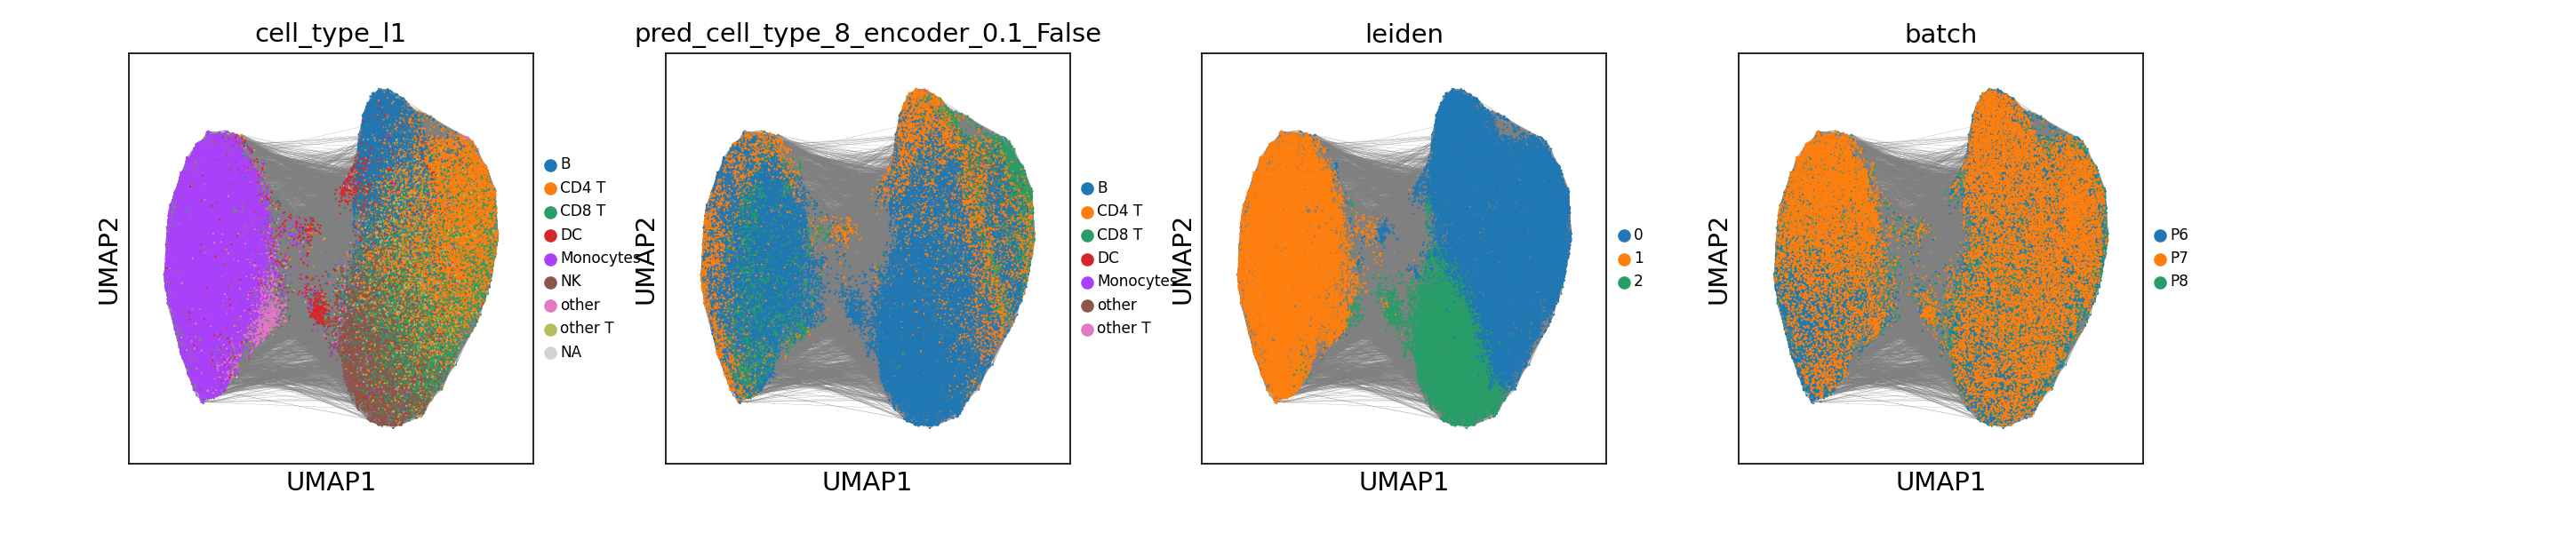 cell_type_l1
UMAP2
UMAP1
B
CD4 T
CD8 T
DC
Monocytes
NK
other
other T
NA
pred_cell_type_8_encoder_0.1_False
UMAP2
UMAP1
B
CD4 T
CD8 T
DC
Monocytes
other
other T
leiden
UMAP2
UMAP1
0
1
2
batch
UMAP2
UMAP1
P6
P7
P8